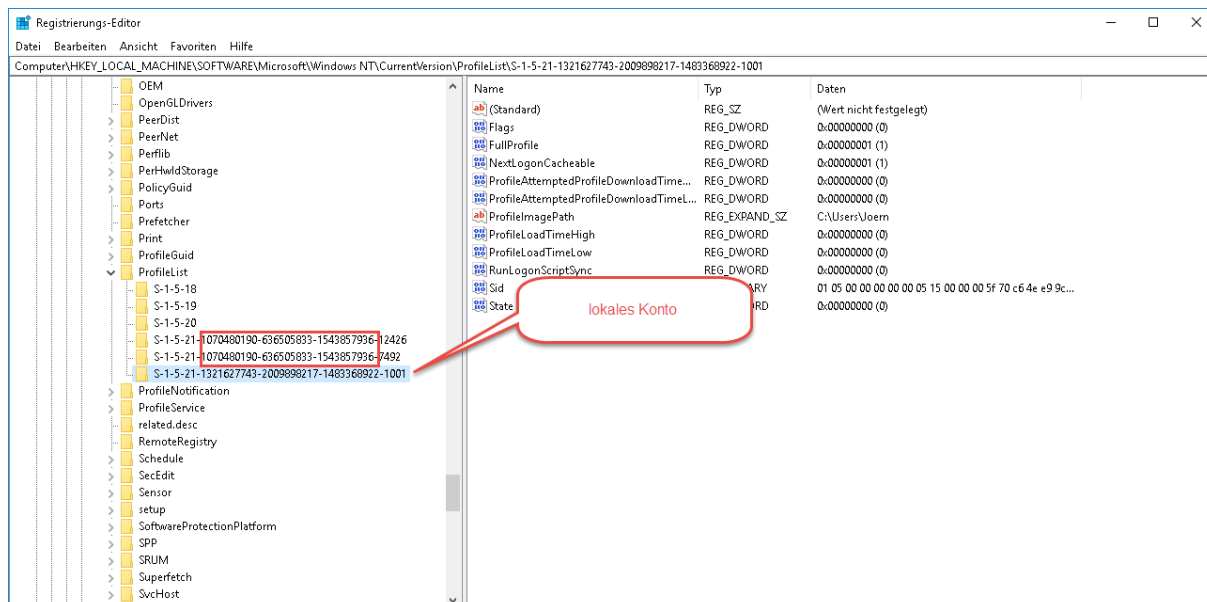 Registrierungs-Editor
Datei Bearbeiten Ansicht Favoriten Hilfe
Computer\HKEY_LOCAL_MACHINE\SOFTWARE\Microsoft\Windows NT\CurrentVersion\ProfileList\S-1-5-21-1321627743-2009898217-1483368922-1001
OEM
OpenGLDrivers
PeerDist
PeerNet
Perflib
PerHwIdStorage
PolicyGuid
Ports
Prefetcher
Print
ProfileGuid
ProfileList
S-1-5-18
S-1-5-19
S-1-5-20
S-1-5-21-1070480190-636505833-1543857936-12426
S-1-5-21-1070480190-636505833-1543857936-7492
S-1-5-21-1321627743-2009898217-1483368922-1001
ProfileNotification
ProfileService
related.desc
RemoteRegistry
Schedule
SecEdit
Sensor
setup
SoftwareProtectionPlatform
SPP
SRUM
Superfetch
SvcHost
Name Typ Daten
(Standard) REG_SZ (Wert nicht festgelegt)
Flags REG_DWORD 0x00000000 (0)
FullProfile REG_DWORD 0x00000001 (1)
NextLogonCacheable REG_DWORD 0x00000001 (1)
ProfileAttemptedProfileDownloadTime... REG_DWORD 0x00000000 (0)
ProfileAttemptedProfileDownloadTimeL... REG_DWORD 0x00000000 (0)
ProfileImagePath REG_EXPAND_SZ C:\Users\Joern
ProfileLoadTimeHigh REG_DWORD 0x00000000 (0)
ProfileLoadTimeLow REG_DWORD 0x00000000 (0)
RunLogonScriptSync REG_DWORD 0x00000000 (0)
Sid 01 05 00 00 00 00 00 05 15 00 00 00 5f 70 c6 4e e9 9c...
State 0x00000000 (0)
lokales Konto